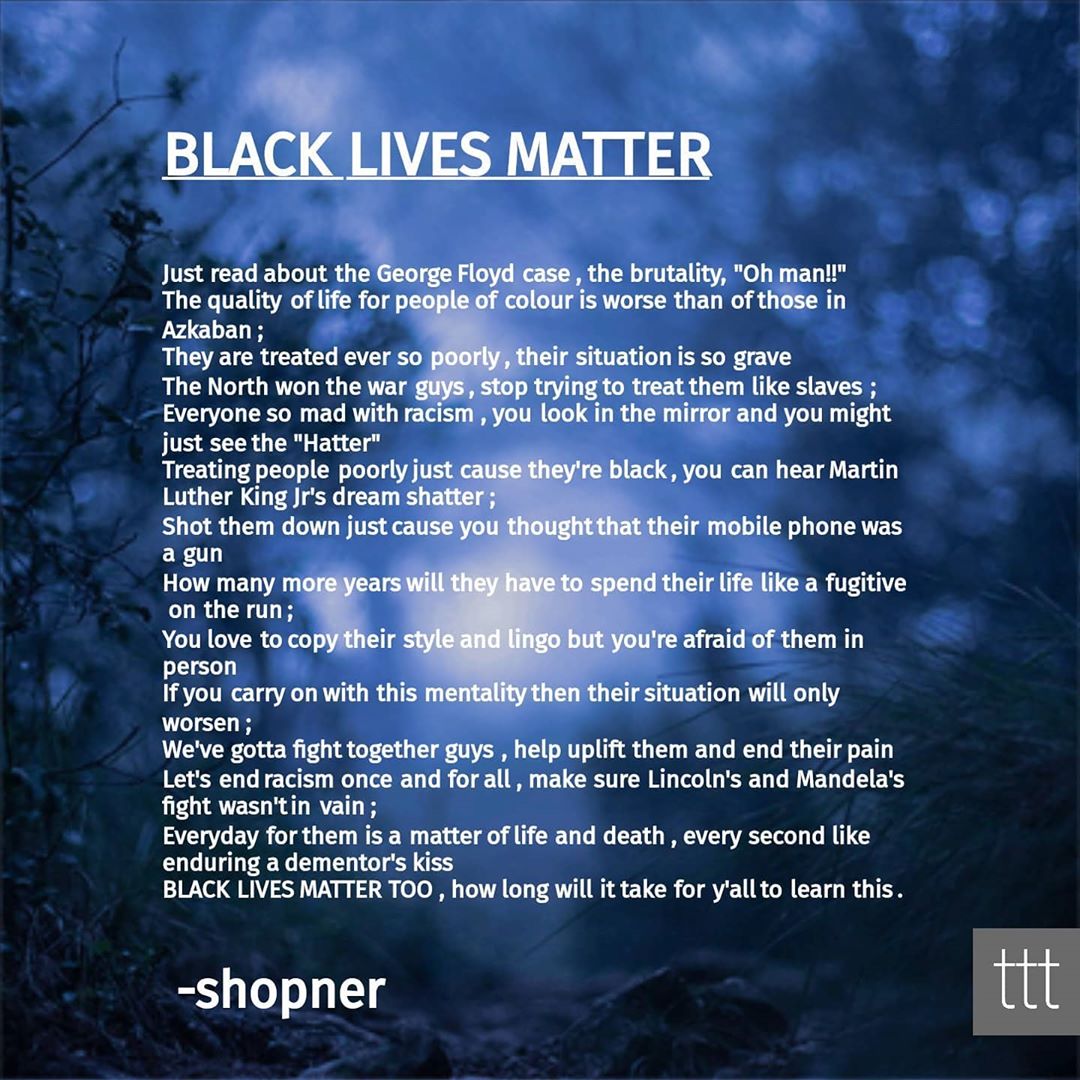 BLACK LIVES MATTER
Just read about the George Floyd case , the brutality, "Oh man!!"
The quality of life for people of colour is worse than of those in
Azkaban ;
They are treated ever so poorly , their situation is so grave
The North won the war guys , stop trying to treat them like slaves ;
Everyone so mad with racism , you look in the mirror and you might
just see the "Hatter"
Treating people poorly just cause they're black , you can hear Martin
Luther King Jr's dream shatter ;
Shot them down just cause you thought that their mobile phone was
a gun
How many more years will they have to spend their life like a fugitive
on the run ;
You love to copy their style and lingo but you're afraid of them in
person
If you carry on with this mentality then their situation will only
worsen ;
We've gotta fight together guys , help uplift them and end their pain
Let's end racism once and for all , make sure Lincoln's and Mandela's
fight wasn't in vain ;
Everyday for them is a matter of life and death , every second like
enduring a dementor's kiss
BLACK LIVES MATTER TOO , how long will it take for y'all to learn this .
-shopner
ttt